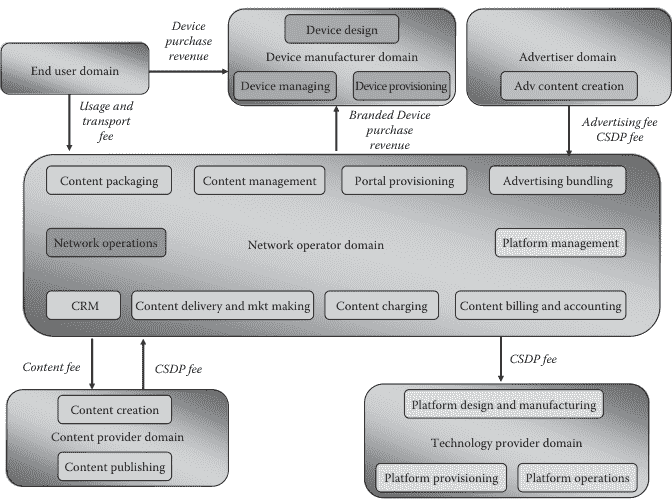 Device
purchase
revenue
Device design
Device manufacturer domain
Device managing
Device provisioning
End user domain
Advertiser domain
Adv content creation
Usage and
transport
fee
Branded Device
purchase
revenue
Advertising fee
CSDP fee
Content packaging
Content management
Portal provisioning
Advertising bundling
Network operations
Network operator domain
Platform management
CRM
Content delivery and mkt making
Content charging
Content billing and accounting
Content fee
CSDP fee
CSDP fee
Content creation
Content provider domain
Content publishing
Platform design and manufacturing
Technology provider domain
Platform provisioning
Platform operations